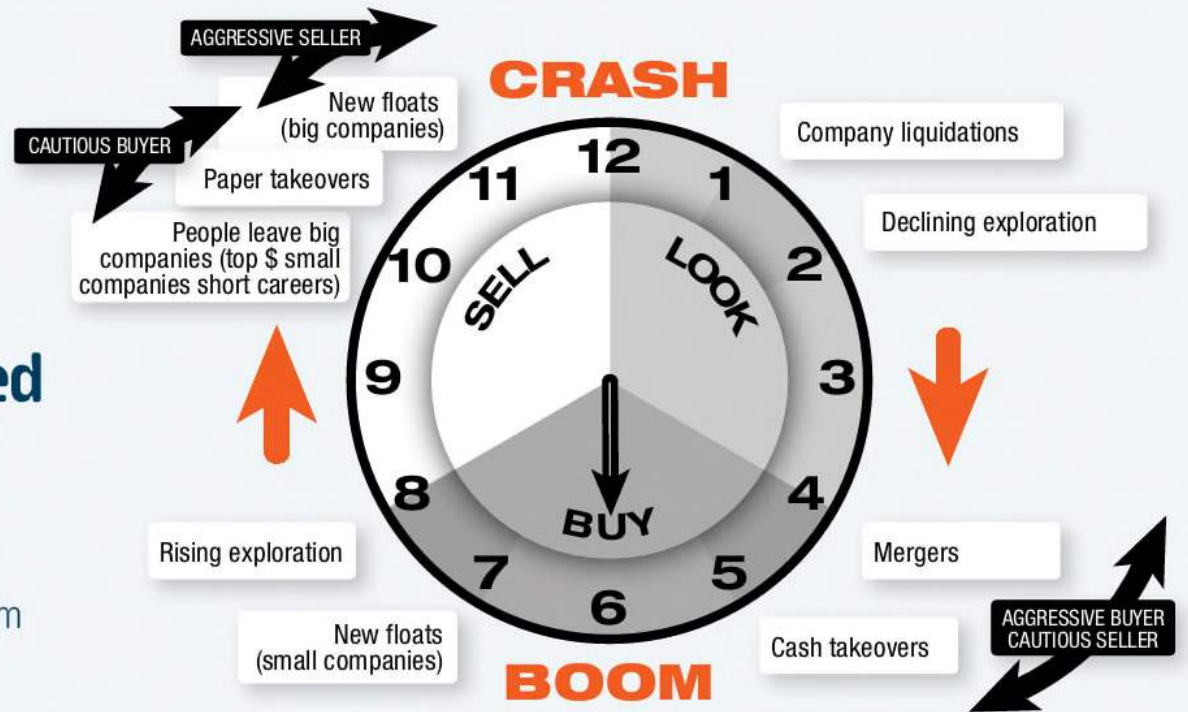 AGGRESSIVE SELLER
CRASH
New floats
(big companies)
CAUTIOUS BUYER
Paper takeovers
People leave big
companies (top $ small
companies short careers)
Company liquidations
Declining exploration
12
1
2
3
4
5
6
7
8
9
10
11
SELL
LOOK
BUY
ed
Rising exploration
m
New floats
(small companies)
Mergers
Cash takeovers
AGGRESSIVE BUYER
CAUTIOUS SELLER
BOOM